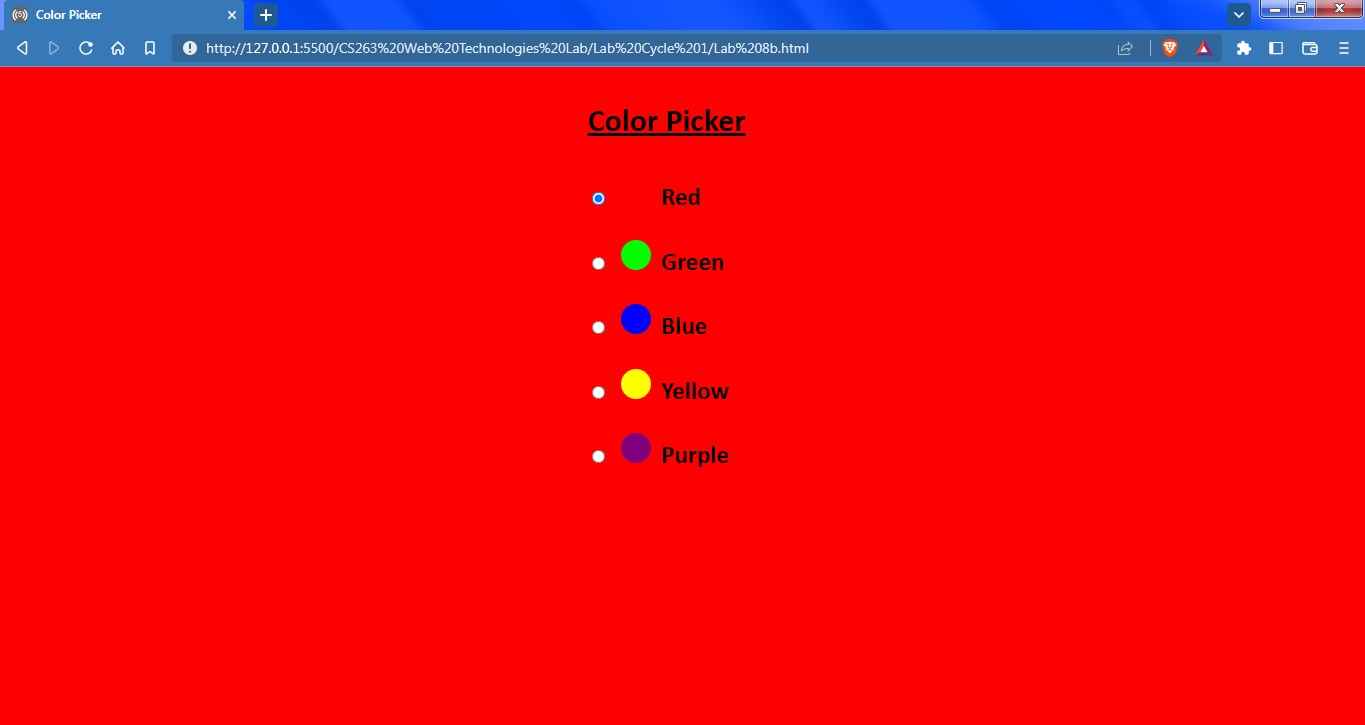 Color Picker
http://127.0.0.1:5500/CS263%20Web%20Technologies%20Lab/Lab%20Cycle%201/Lab%208b.html
Color Picker
Red
Green
Blue
Yellow
Purple